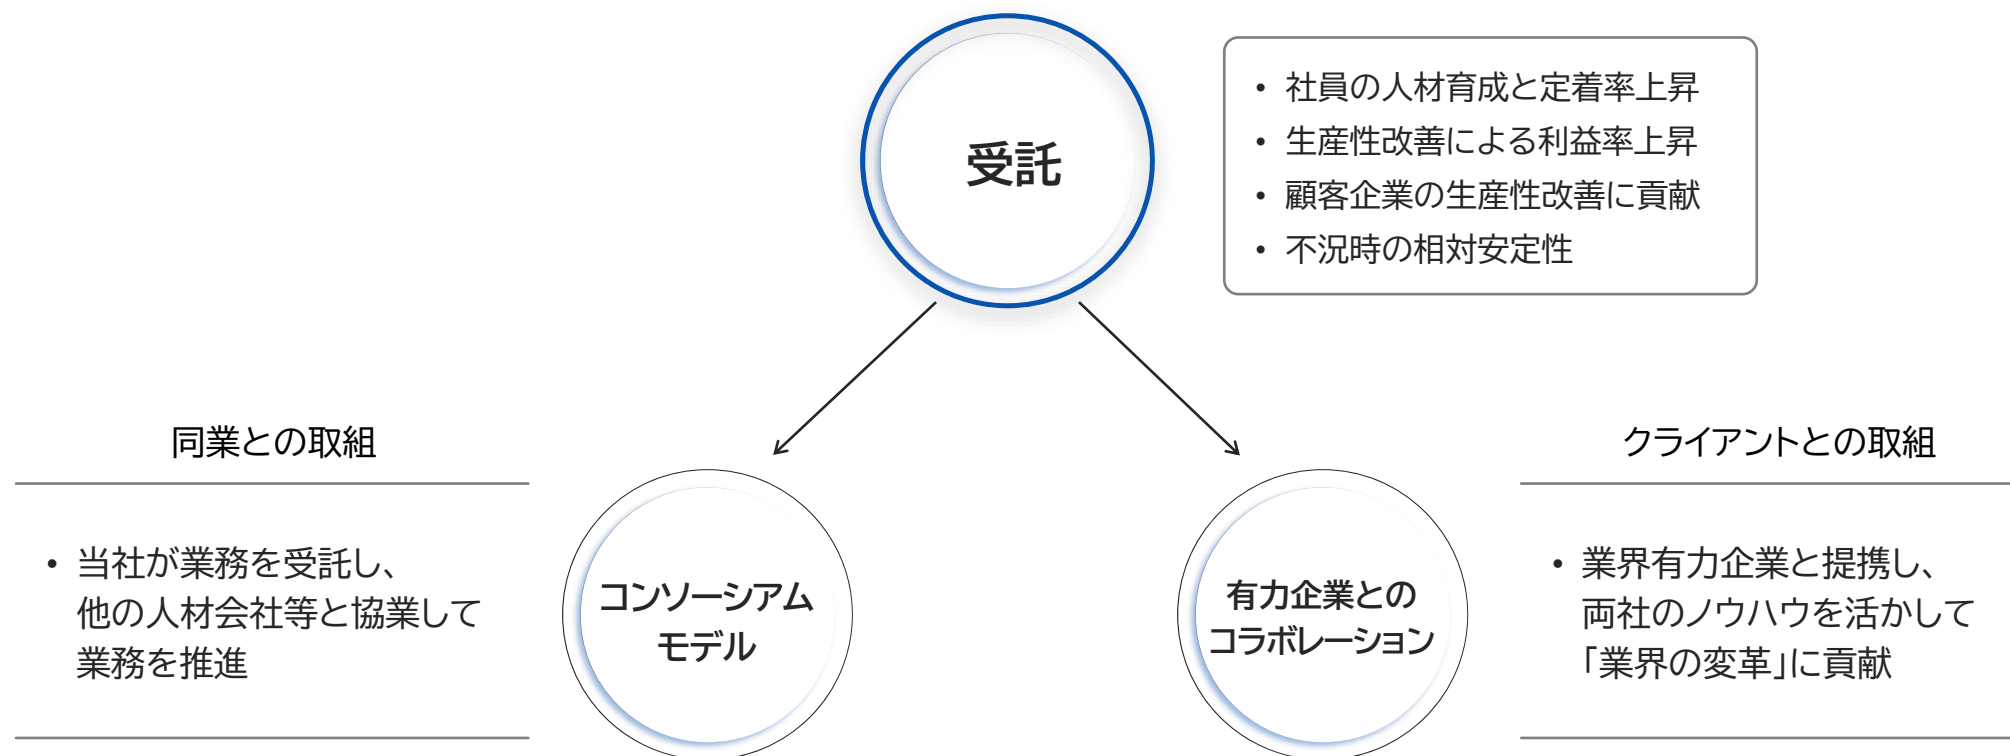 受託
• 社員の人材育成と定着率上昇
• 生産性改善による利益率上昇
• 顧客企業の生産性改善に貢献
• 不況時の相対安定性
同業との取組
• 当社が業務を受託し、
他の人材会社等と協業して
業務を推進
コンソーシアム
モデル
有力企業との
コラボレーション
クライアントとの取組
• 業界有力企業と提携し、
両社のノウハウを活かして
「業界の変革」に貢献